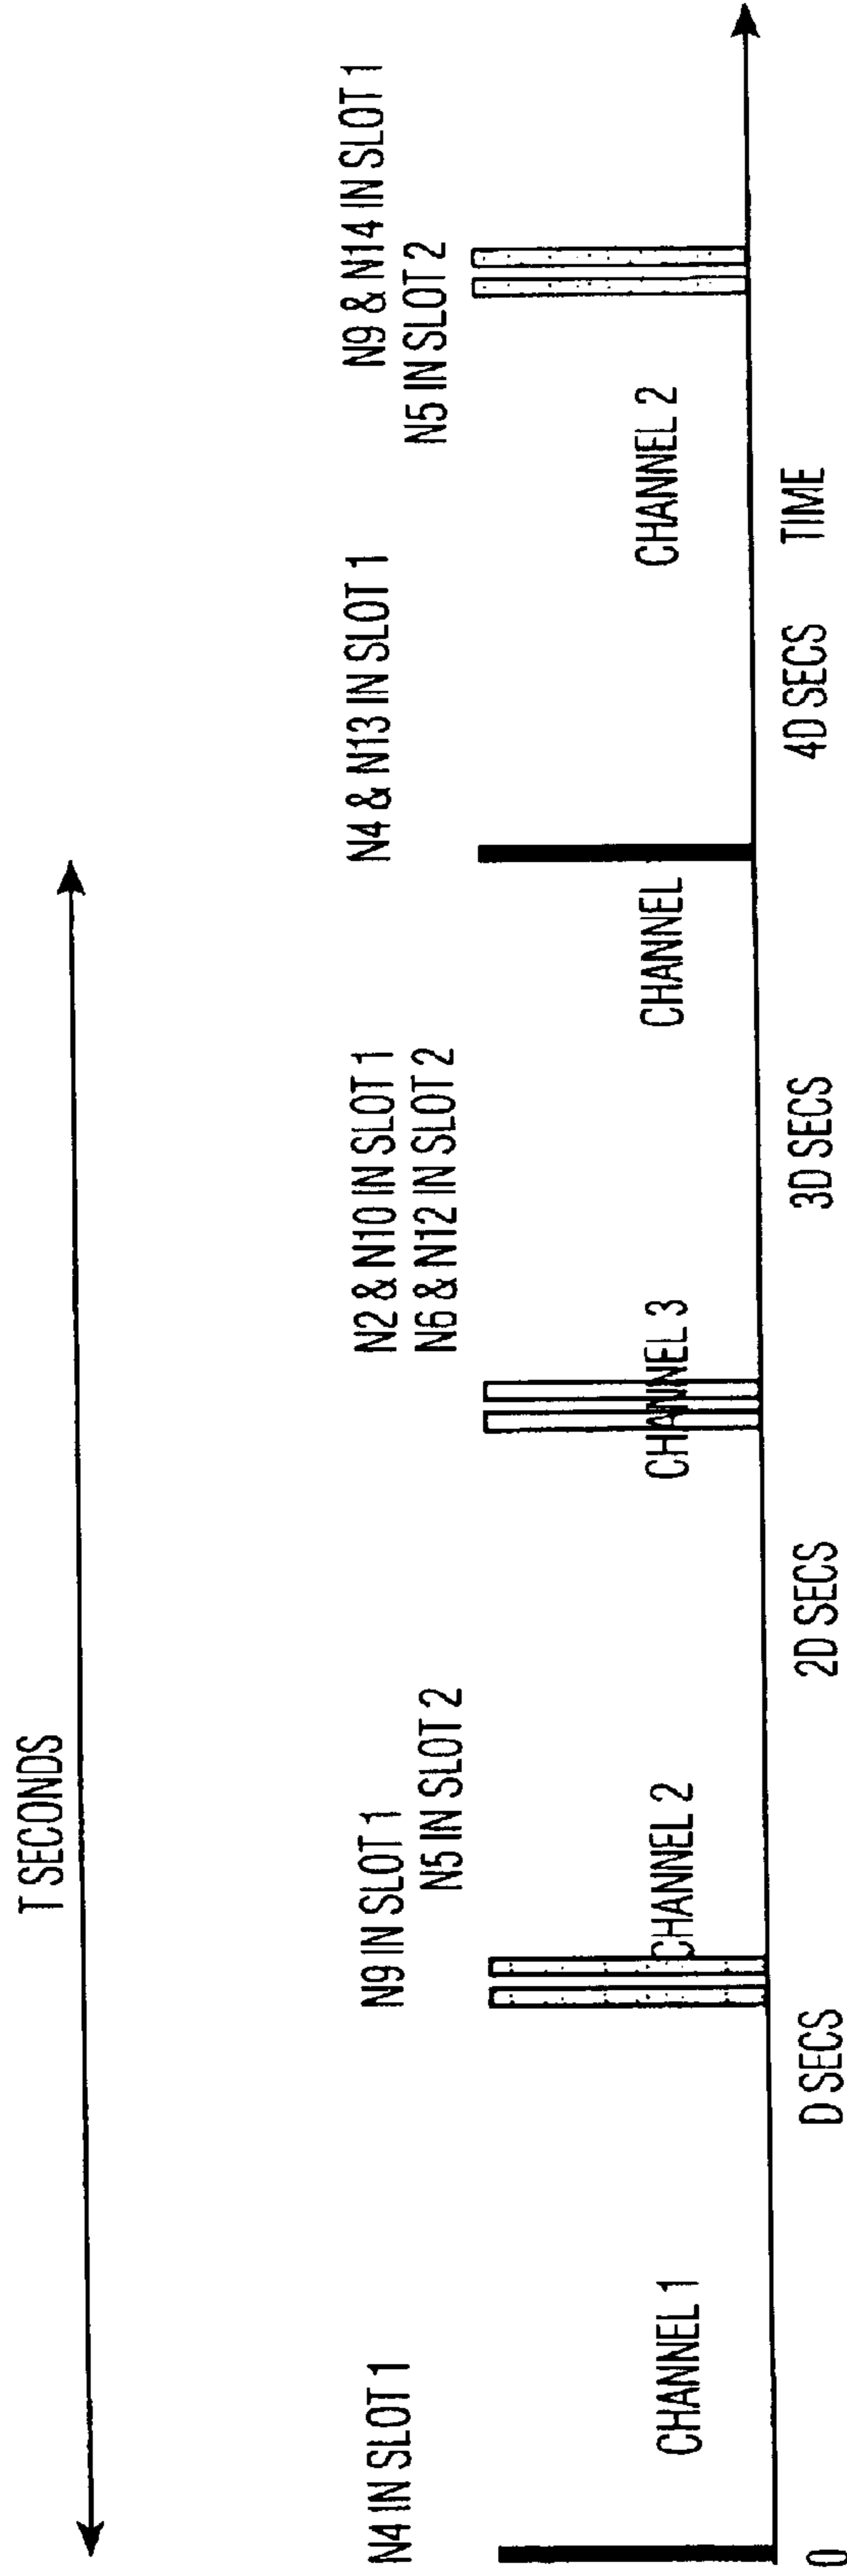 T SECONDS
N4 IN SLOT 1
N9 IN SLOT 1
N5 IN SLOT 2
N2 & N10 IN SLOT 1
N6 & N12 IN SLOT 2
N4 & N13 IN SLOT 1
N9 & N14 IN SLOT 1
N5 IN SLOT 2
CHANNEL 1
CHANNEL 2
CHANNEL 3
CHANNEL
CHANNEL 2
0
D SECS
2D SECS
3D SECS
4D SECS
TIME